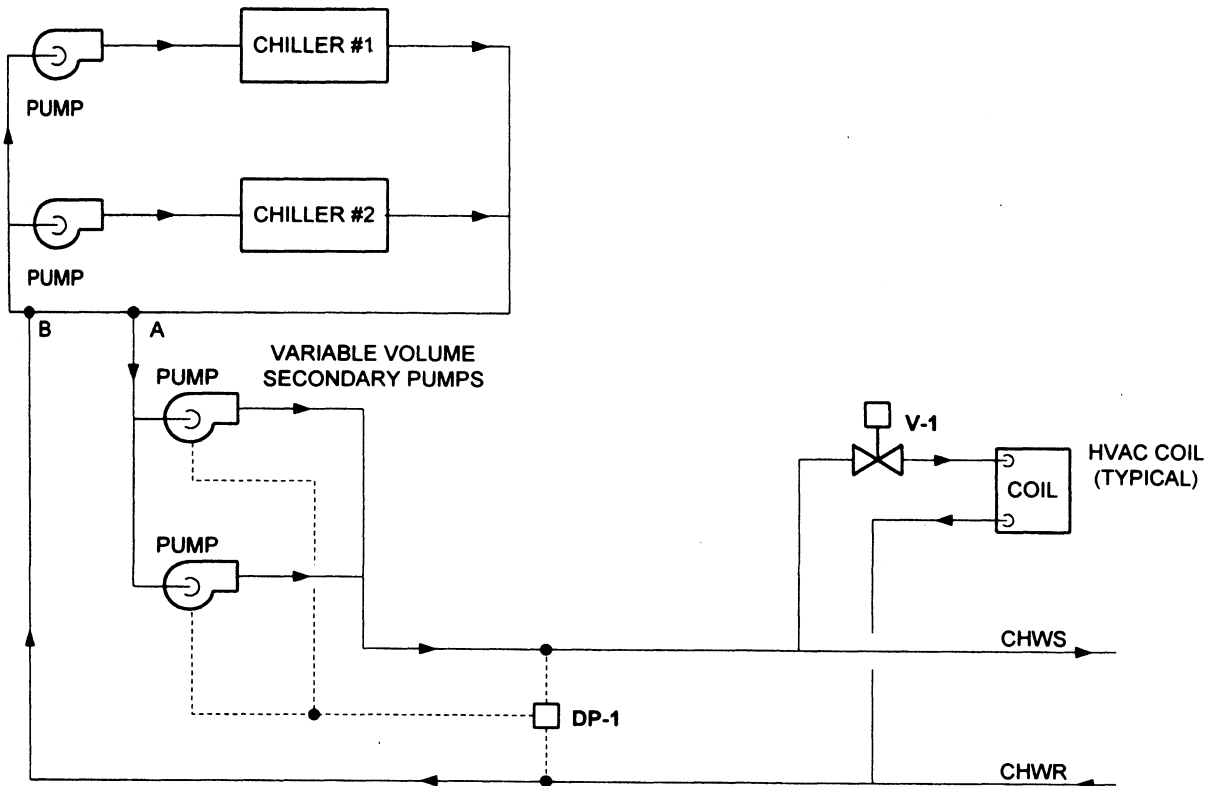 CHILLER #1
PUMP
CHILLER #2
PUMP
B
A
VARIABLE VOLUME
SECONDARY PUMPS
PUMP
V-1
HVAC COIL
(TYPICAL)
COIL
PUMP
CHWS
DP-1
CHWR